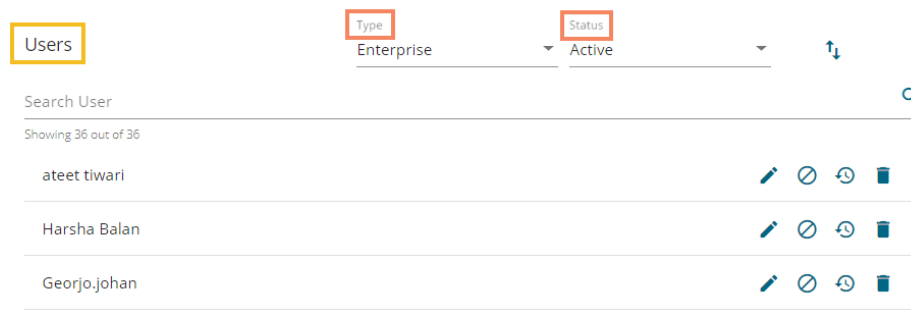 Users
Type
Enterprise
Status
Active
Search User
Showing 36 out of 36
ateet tiwari
Harsha Balan
Georjo.johan